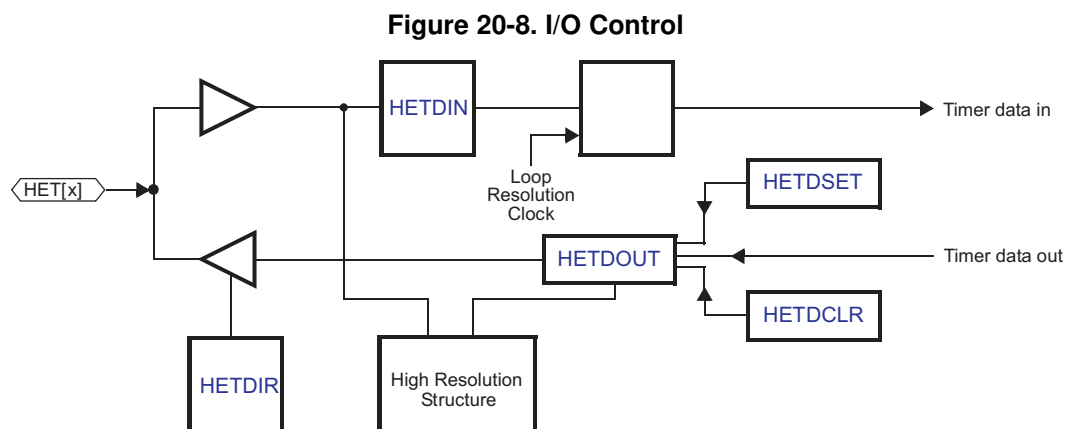 Figure 20-8. I/O Control
HETDIN
Timer data in
HET[x]
Loop
Resolution
Clock
HETDSET
HETDOUT
Timer data out
HETDCLR
HETDIR
High Resolution
Structure